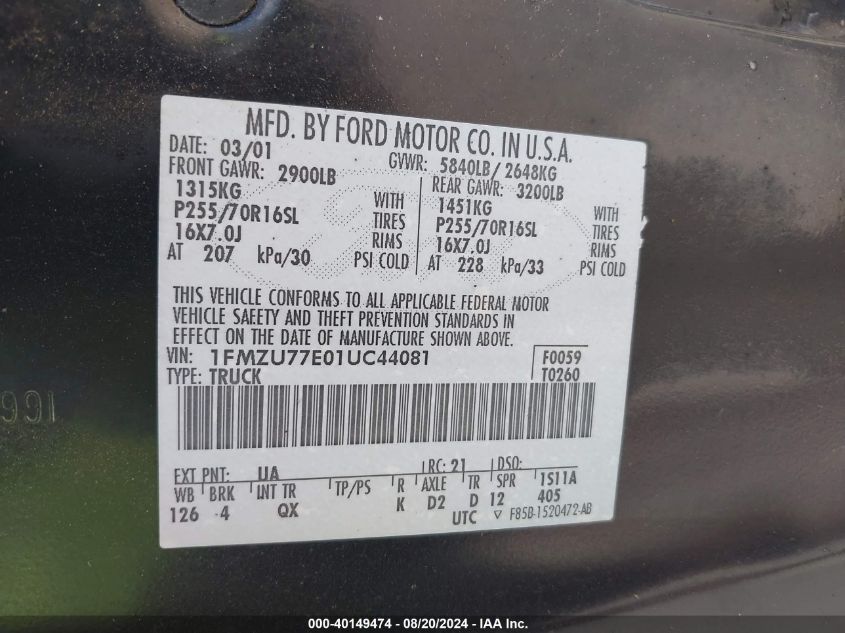 MFD. BY FORD MOTOR CO. IN U.S.A.
DATE: 03/01 GVWR: 5840LB/ 2648KG
FRONT GAWR: 2900LB REAR GAWR: 3200LB
1315KG WITH 1451KG WITH
P255/70R16SL TIRES P255/70R16SL TIRES
16X7.0J RIMS 16X7.0J RIMS
AT 207 kPa/30 PSI COLD AT 228 kPa/33 PSI COLD
THIS VEHICLE CONFORMS TO ALL APPLICABLE FEDERAL MOTOR
VEHICLE SAFETY AND THEFT PREVENTION STANDARDS IN
EFFECT ON THE DATE OF MANUFACTURE SHOWN ABOVE.
VIN: 1FMZU77E01UC44081 F0059
TYPE: TRUCK T0260
EXT PNT: UA RC: 21 DSO:
WB BRK INT TR TP/PS R AXLE TR SPR 1S11A
126 4 QX K D2 D 12 405
UTC ▽ F85B-1520472-AB
000-40149474 | 08/20/2024 - IAA Inc.